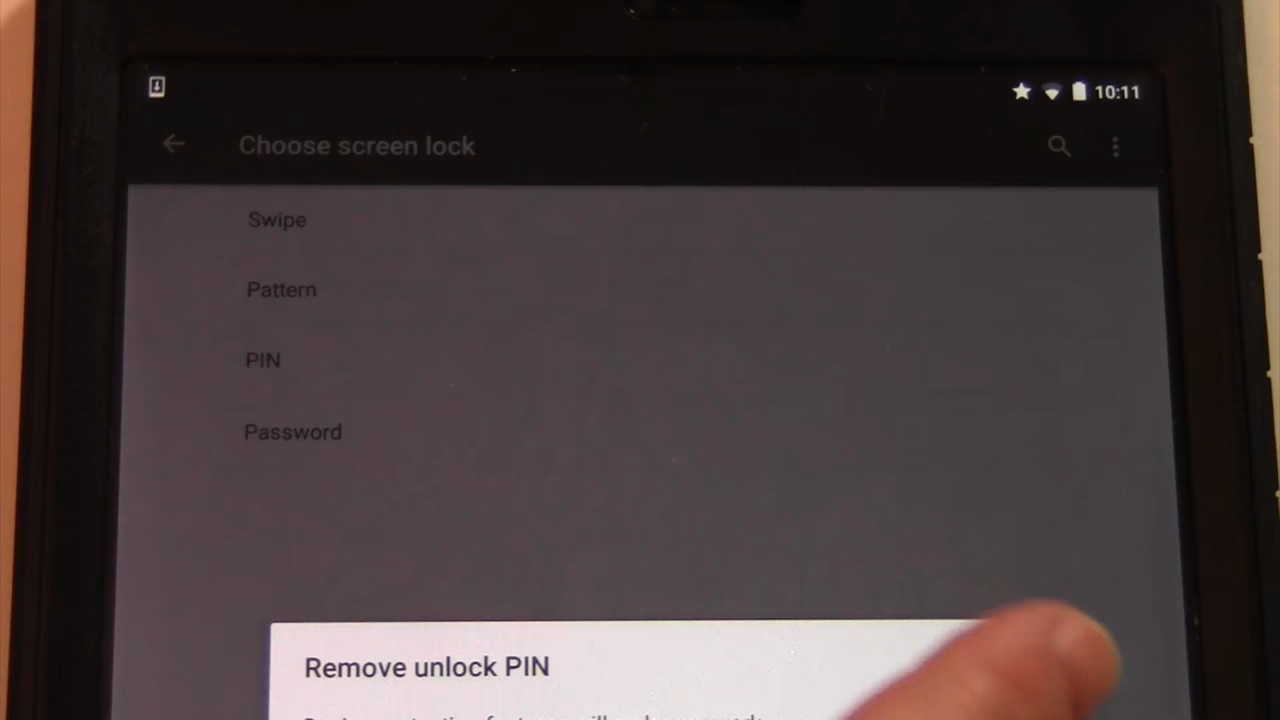 10:11
Choose screen lock
Swipe
Pattern
PIN
Password
Remove unlock PIN